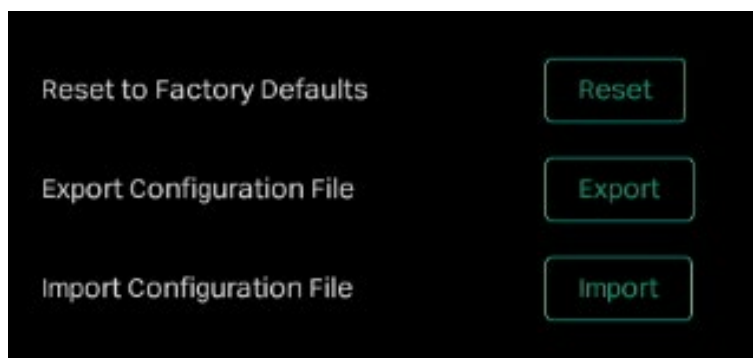 Reset to Factory Defaults Reset
Export Configuration File Export
Import Configuration File Import